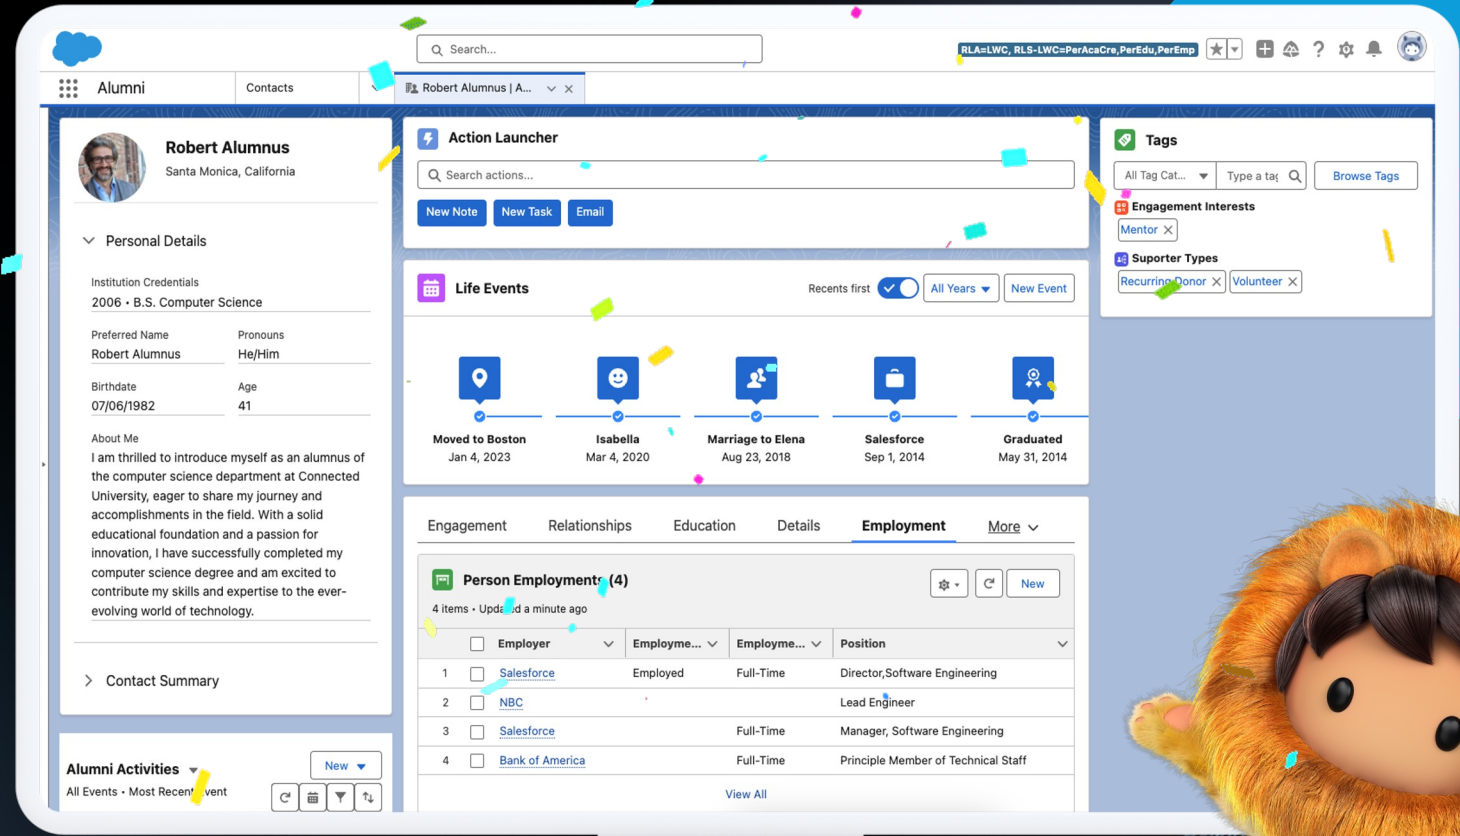 Search...
RLA=LWC, RLS-LWC=PerAcaCre,PerEdu,PerEmp
Alumni
Contacts
Robert Alumnus | A...
Robert Alumnus
Santa Monica, California
Personal Details
Institution Credentials
2006 • B.S. Computer Science
Preferred Name
Pronouns
Robert Alumnus
He/Him
Birthdate
Age
07/06/1982
41
About Me
I am thrilled to introduce myself as an alumnus of
the computer science department at Connected
University, eager to share my journey and
accomplishments in the field. With a solid
educational foundation and a passion for
innovation, I have successfully completed my
computer science degree and am excited to
contribute my skills and expertise to the ever-
evolving world of technology.
Contact Summary
Alumni Activities
New
All Events • Most Recent Event
Action Launcher
Search actions...
New Note
New Task
Email
Life Events
Recents first
All Years
New Event
Moved to Boston
Jan 4, 2023
Isabella
Mar 4, 2020
Marriage to Elena
Aug 23, 2018
Salesforce
Sep 1, 2014
Graduated
May 31, 2014
Engagement
Relationships
Education
Details
Employment
More
Person Employments (4)
New
4 items • Updated a minute ago
Employer
Employme...
Employme...
Position
1 Salesforce Employed Full-Time Director,Software Engineering
2 NBC Lead Engineer
3 Salesforce Full-Time Manager, Software Engineering
4 Bank of America Full-Time Principle Member of Technical Staff
View All
Tags
All Tag Cat...
Type a tag
Browse Tags
Engagement Interests
Mentor
Suporter Types
Recurring Donor
Volunteer